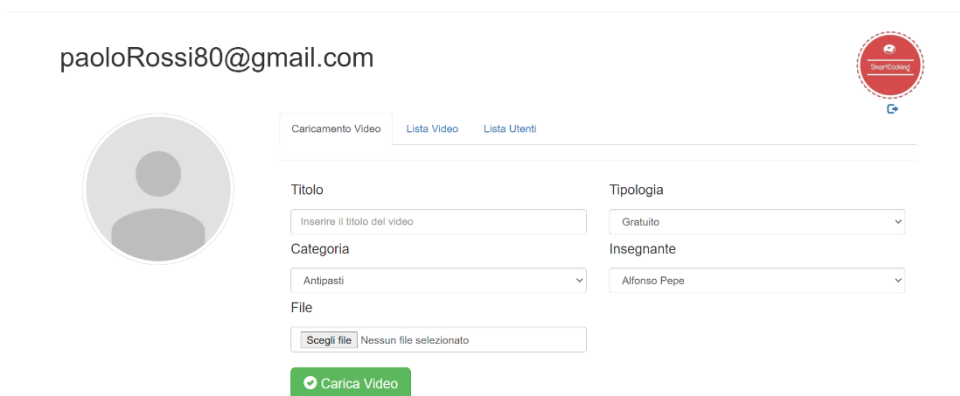 paoloRossi80@gmail.com
SmartCooking
Caricamento Video Lista Video Lista Utenti
Titolo Tipologia
Inserire il titolo del video Gratuito
Categoria Insegnante
Antipasti Alfonso Pepe
File
Scegli file Nessun file selezionato
Carica Video